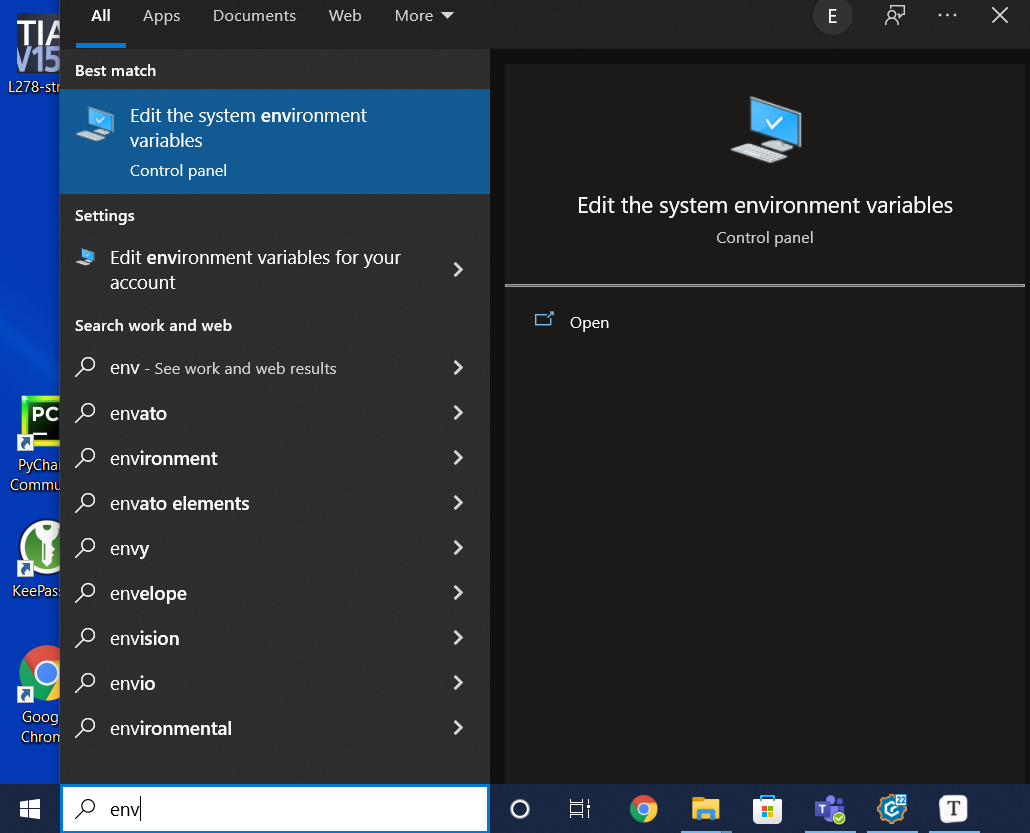 All Apps Documents Web More E
Best match
Edit the system environment
variables
Control panel
Settings
Edit environment variables for your
account
Search work and web
env - See work and web results
envato
environment
envato elements
envy
envelope
envision
envio
environmental
env
Edit the system environment variables
Control panel
Open
TIA
V15
L278-str
PC
PyChar
Commu
KeePass
Goog
Chrom
22
T
T